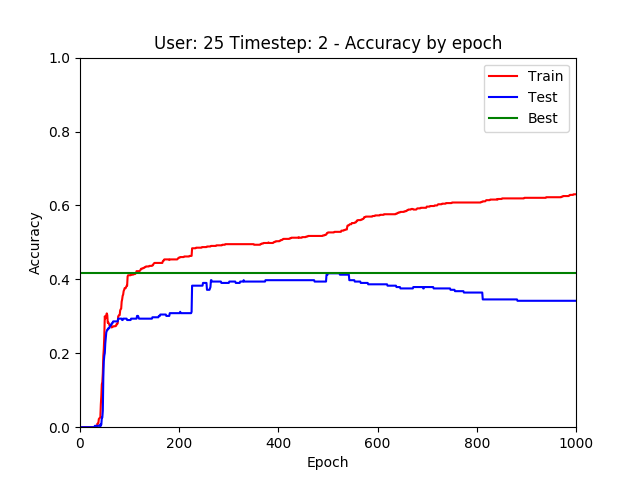 User: 25 Timestep: 2 - Accuracy by epoch
1.0
0.8
0.6
0.4
0.2
0.0
Accuracy
Train
Test
Best
0 200 400 600 800 1000
Epoch